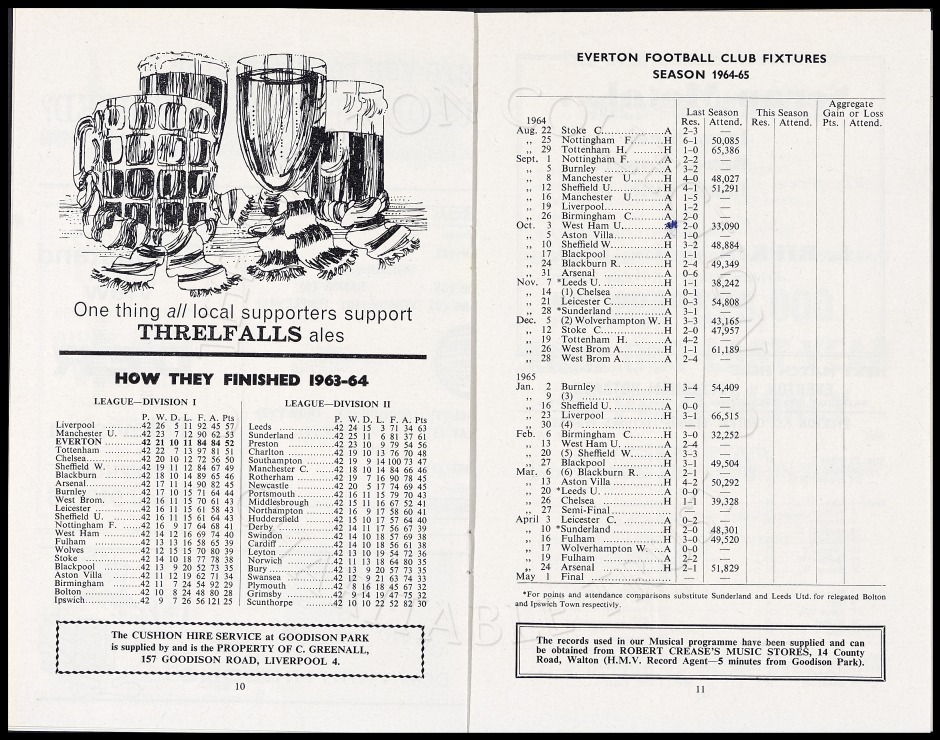 One thing all local supporters support
THRELFALLS ales
HOW THEY FINISHED 1963-64
LEAGUE—DIVISION I
P. W. D. L. F. A. Pts
Liverpool ......42 26 5 11 92 45 57
Manchester U. ......42 23 7 12 90 62 53
EVERTON ......42 21 10 11 84 84 52
Tottenham ......42 22 7 13 97 81 51
Chelsea ......42 20 10 12 72 56 50
Sheffield W. ......42 19 11 12 84 67 49
Blackburn ......42 18 10 14 89 65 46
Arsenal ......42 17 11 14 90 82 45
Burnley ......42 17 10 15 71 64 44
West Brom. ......42 16 11 15 70 61 43
Leicester ......42 16 11 15 61 58 43
Sheffield U. ......42 16 11 15 61 64 43
Nottingham F. ......42 16 9 17 64 68 41
West Ham ......42 14 12 16 69 74 40
Fulham ......42 13 13 16 58 65 39
Wolves ......42 12 15 15 70 80 39
Stoke ......42 14 10 18 77 78 38
Blackpool ......42 13 9 20 52 73 35
Aston Villa ......42 11 12 19 62 71 34
Birmingham ......42 11 7 24 54 92 29
Bolton ......42 10 8 24 48 80 28
Ipswich ......42 9 7 26 56 121 25
LEAGUE—DIVISION II
P. W. D. L. F. A. Pts
Leeds ......42 24 15 3 71 34 63
Sunderland ......42 25 11 6 81 37 61
Preston ......42 23 10 9 79 54 56
Charlton ......42 19 10 13 76 70 48
Southampton ......42 19 9 14 100 73 47
Manchester C. ......42 18 10 14 84 66 46
Rotherham ......42 19 7 16 90 78 45
Newcastle ......42 20 5 17 74 69 45
Portsmouth ......42 16 11 15 79 70 43
Middlesbrough ......42 15 11 16 67 52 41
Northampton ......42 16 9 17 58 60 41
Huddersfield ......42 15 10 17 57 64 40
Derby ......42 14 11 17 56 67 39
Swindon ......42 14 10 18 57 69 38
Cardiff ......42 14 10 18 56 61 38
Leyton ......42 13 10 19 54 72 36
Norwich ......42 11 13 18 64 80 35
Bury ......42 13 9 20 57 73 35
Swansea ......42 12 9 21 63 74 33
Plymouth ......42 8 16 18 45 67 32
Grimsby ......42 9 14 19 47 75 32
Scunthorpe ......42 10 10 22 52 82 30
The CUSHION HIRE SERVICE at GOODISON PARK
is supplied by and is the PROPERTY OF C. GREENALL,
157 GOODISON ROAD, LIVERPOOL 4.
10
EVERTON FOOTBALL CLUB FIXTURES
SEASON 1964-65
Last Season This Season Aggregate Gain or Loss
1964 Res. Attend. Res. Attend. Pts. Attend.
Aug. 22 Stoke C. ......A 2–3 —
,, 25 Nottingham F. ......H 6–1 50,085
,, 29 Tottenham H. ......H 1–0 65,386
Sept. 1 Nottingham F. ......A 2–2 —
,, 5 Burnley ......A 3–2 —
,, 8 Manchester U. ......H 4–0 48,027
,, 12 Sheffield U. ......H 4–1 51,291
,, 16 Manchester U. ......A 1–5 —
,, 19 Liverpool ......A 1–2 —
,, 26 Birmingham C. ......A 2–0 —
Oct. 3 West Ham U. ...... 2–0 33,090
,, 5 Aston Villa ......A 1–0 —
,, 10 Sheffield W. ......H 3–2 48,884
,, 17 Blackpool ......A 1–1 —
,, 24 Blackburn R. ......H 2–4 49,349
,, 31 Arsenal ......A 0–6 —
Nov. 7 *Leeds U. ......H 1–1 38,242
,, 14 (1) Chelsea ......A 0–1 —
,, 21 Leicester C. ......H 0–3 54,808
,, 28 *Sunderland ......A 3–1 —
Dec. 5 (2) Wolverhampton W. H 3–3 43,165
,, 12 Stoke C. ......H 2–0 47,957
,, 19 Tottenham H. ......A 4–2 —
,, 26 West Brom A. ......H 1–1 61,189
,, 28 West Brom A. ......A 2–4 —
1965
Jan. 2 Burnley ......H 3–4 54,409
,, 9 (3) ...... — —
,, 16 Sheffield U. ......A 0–0 —
,, 23 Liverpool ......H 3–1 66,515
,, 30 (4) ...... — —
Feb. 6 Birmingham C. ......H 3–0 32,252
,, 13 West Ham U. ......A 2–4 —
,, 20 (5) Sheffield W. ......A 3–3 —
,, 27 Blackpool ......H 3–1 49,504
Mar. 6 (6) Blackburn R. ......A 2–1 —
,, 13 Aston Villa ......H 4–2 50,292
,, 20 *Leeds U. ......A 0–0 —
,, 26 Chelsea ......H 1–1 39,328
,, 27 Semi-Final ...... — —
April 3 Leicester C. ......A 0–2 —
,, 10 *Sunderland ......H 2–0 48,301
,, 16 Fulham ......H 3–0 49,520
,, 17 Wolverhampton W. ...A 0–0 —
,, 19 Fulham ......A 2–2 —
,, 24 Arsenal ......H 2–1 51,829
May 1 Final ...... — —
*For points and attendance comparisons substitute Sunderland and Leeds Utd. for relegated Bolton
and Ipswich Town respectivly.
The records used in our Musical programme have been supplied and can
be obtained from ROBERT CREASE'S MUSIC STORES, 14 County
Road, Walton (H.M.V. Record Agent—5 minutes from Goodison Park).
11